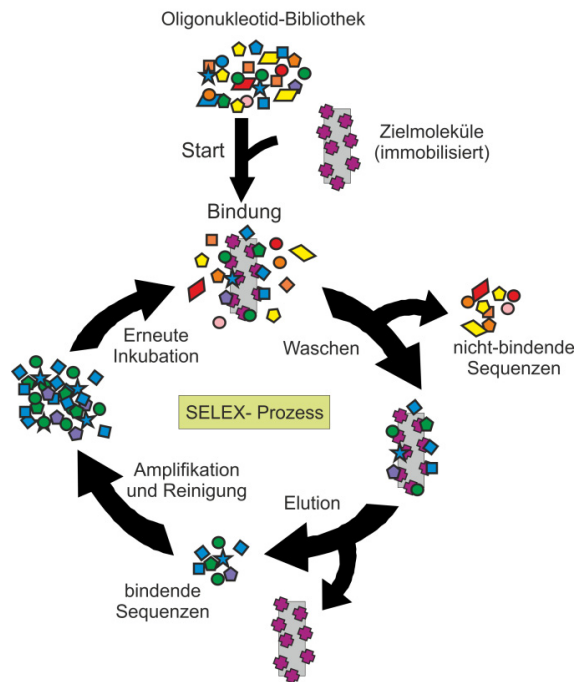 Oligonukleotid-Bibliothek
Start
Zielmoleküle
(immobilisiert)
Bindung
Erneute
Inkubation
Waschen
nicht-bindende
Sequenzen
SELEX- Prozess
Amplifikation
und Reinigung
Elution
bindende
Sequenzen